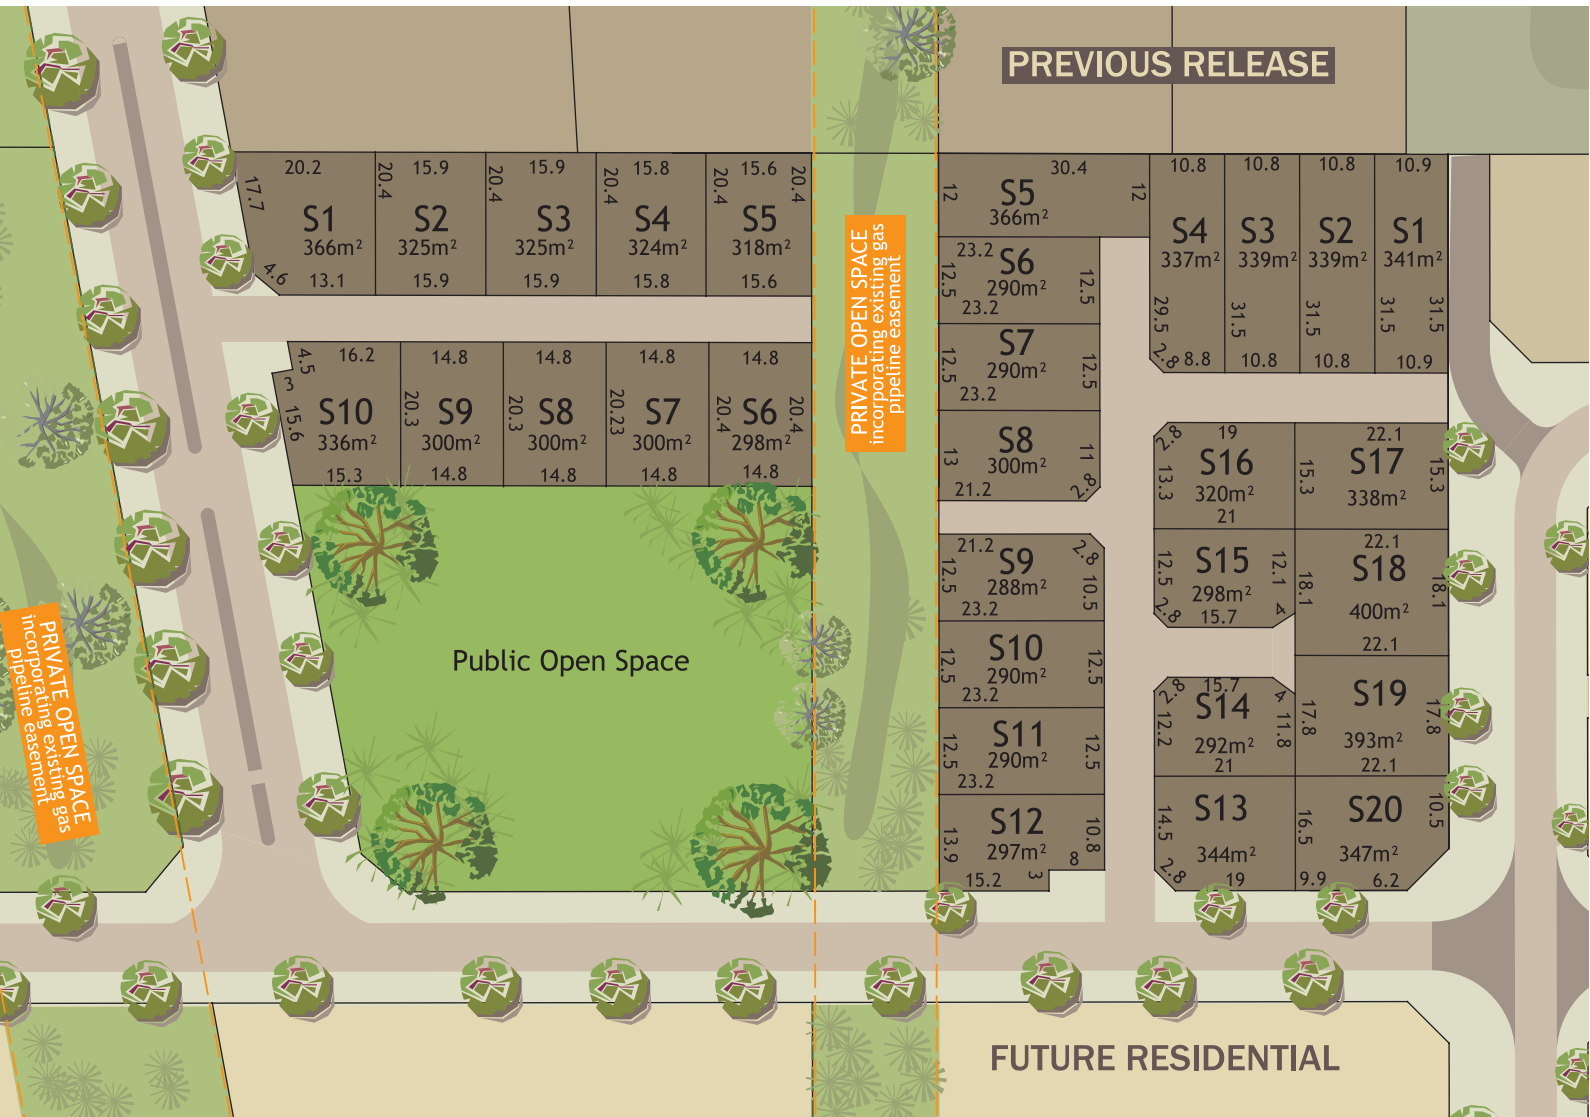 PREVIOUS RELEASE
20.2
15.9
15.9
15.8
15.6
17.7
20.4
20.4
20.4
20.4
20.4
S1
366m²
S2
325m²
S3
325m²
S4
324m²
S5
318m²
4.6
13.1
15.9
15.9
15.8
15.6
4.5
16.2
14.8
14.8
14.8
14.8
3
15.6
20.3
20.3
20.23
20.4
20.4
S10
336m²
S9
300m²
S8
300m²
S7
300m²
S6
298m²
15.3
14.8
14.8
14.8
14.8
Public Open Space
PRIVATE OPEN SPACE
incorporating existing gas
pipeline easement
PRIVATE OPEN SPACE
incorporating existing gas
pipeline easement
30.4
12
12
S5
366m²
23.2
12.5
12.5
S6
290m²
23.2
12.5
12.5
S7
290m²
23.2
13
11
S8
300m²
21.2
2.8
21.2
2.8
12.5
10.5
S9
288m²
23.2
12.5
12.5
S10
290m²
23.2
12.5
12.5
S11
290m²
23.2
13.9
10.8
S12
297m²
8
3
15.2
10.8
10.8
10.8
10.9
S4
337m²
S3
339m²
S2
339m²
S1
341m²
29.5
31.5
31.5
31.5
31.5
2.8
8.8
10.8
10.8
10.9
2.8
19
13.3
15.3
S16
320m²
21
22.1
15.3
S17
338m²
12.5
12.1
S15
298m²
2.8
15.7
4
22.1
18.1
18.1
S18
400m²
22.1
2.8
15.7
4
12.2
11.8
S14
292m²
21
17.8
17.8
S19
393m²
22.1
14.5
16.5
S13
344m²
2.8
19
10.5
S20
347m²
9.9
6.2
FUTURE RESIDENTIAL